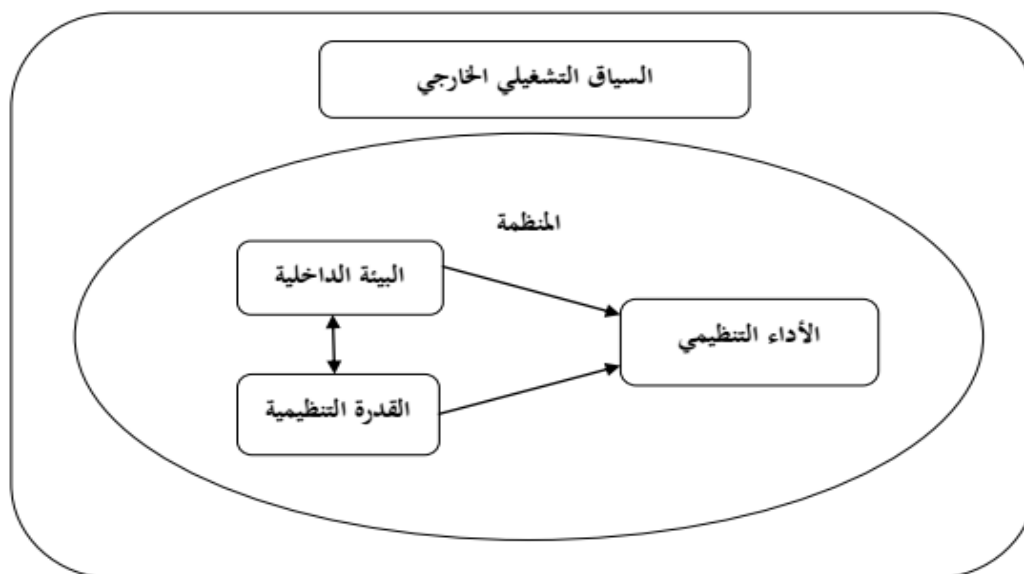 السياق التشغيلي الخارجي
المنظمة
البيئة الداخلية
الأداء التنظيمي
القدرة التنظيمية